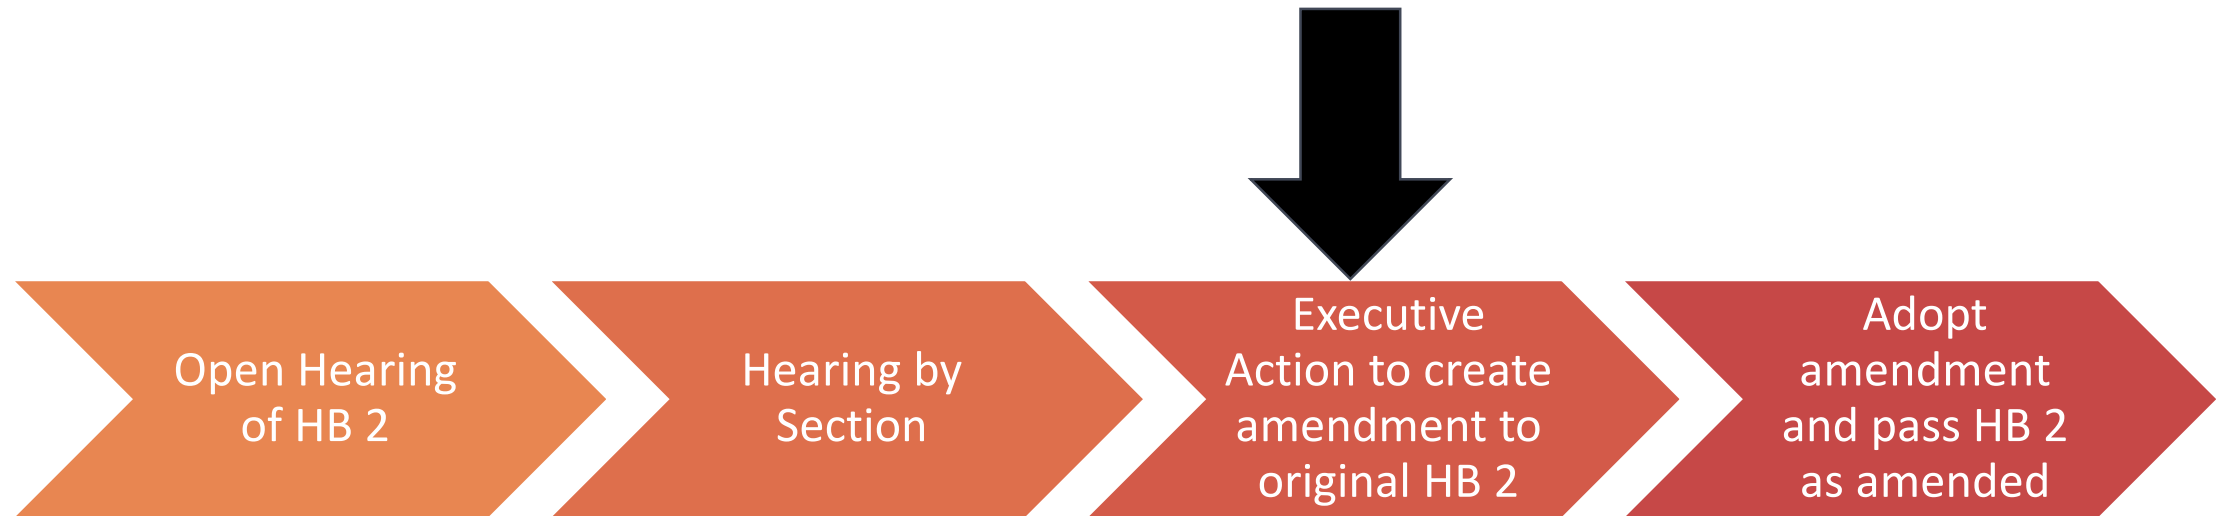 Open Hearing
of HB 2
Hearing by
Section
Executive
Action to create
amendment to
original HB 2
Adopt
amendment
and pass HB 2
as amended